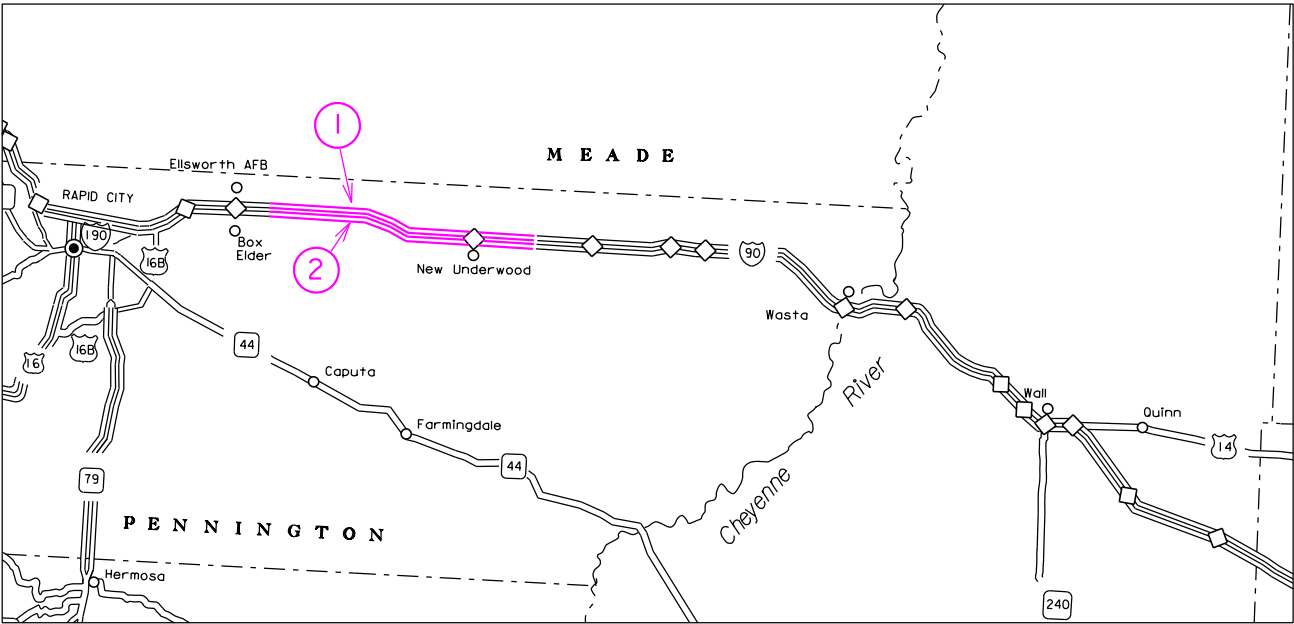 1
MEADE
Ellsworth AFB
RAPID CITY
190
Box
Elder
16B
2
New Underwood
90
Wasta
44
16B
16
Caputa
River
Wall
Quinn
14
Farmingdale
44
79
Cheyenne
PENNINGTON
Hermosa
240